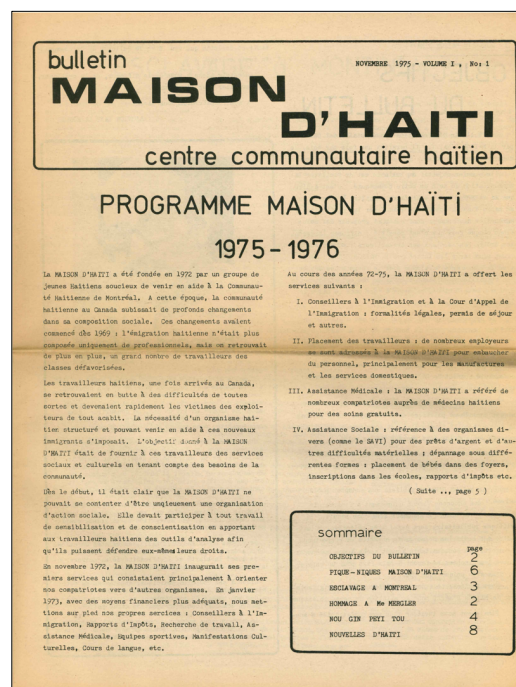 bulletin
NOVEMBRE 1975 - VOLUME I , No: 1
MAISON
D'HAITI
centre communautaire haïtien
PROGRAMME MAISON D'HAÏTI
1975-1976
La MAISON D'HAITI a été fondée en 1972 par un groupe de
jeunes Haitiens soucieux de venir en aide à la Communau-
té Haitienne de Montréal. A cette époque, la communauté
haitienne au Canada subissait de profonds changements
dans sa composition sociale. Ces changements avaient
commencé dès 1969 : l'émigration haitienne n'était plus
composée uniquement de professionnels, mais on retrouvait
de plus en plus, un grand nombre de travailleurs des
classes défavorisées.
Les travailleurs haitiens, une fois arrivés au Canada,
se retrouvaient en butte à des difficultés de toutes
sortes et devenaient rapidement les victimes des exploi-
teurs de tout acabit. La nécessité d'un organisme hai-
tien structuré et pouvant venir en aide à ces nouveaux
immigrants s'imposait. L'objectif donné à la MAISON
D'HAITI était de fournir à ces travailleurs des services
sociaux et culturels en tenant compte des besoins de la
communauté.
Dès le début, il était clair que la MAISON D'HAITI ne
pouvait se contenter d'être unqieuement une organisation
d'action sociale. Elle devait participer à tout travail
de sensibilisation et de conscientisation en apportant
aux travailleurs haitiens des outils d'analyse afin
qu'ils puissent défendre eux-mêmes leurs droits.
En novembre 1972, la MAISON D'HAITI inaugurait ses pre-
miers services qui consistaient principalement à orienter
nos compatriotes vers d'autres organismes. En janvier
1973, avec des moyens financiers plus adéquats, nous met-
tions sur pied nos propres services : Conseillers à l'Im-
migration, Rapports d'Impôts, Recherche de travail, As-
sistance Médicale, Equipes sportives, Manifestations Cul-
turelles, Cours de langue, etc.
Au cours des années 72-75, la MAISON D'HAITI a offert les
services suivants :
I. Conseillers à l'Immigration et à la Cour d'Appel de
l'Immigration : formalités légales, permis de séjour
et autres.
II. Placement des travailleurs : de nombreux employeurs
se sont adressés à la MAISON D'HAITI pour embaucher
du personnel, principalement pour les manufactures
et les services domestiques.
III. Assistance Médicale : la MAISON D'HAITI a référé de
nombreux compatriotes auprès de médecins haitiens
pour des soins gratuits.
IV. Assistance Sociale : référence à des organismes di-
vers (comme le SAVI) pour des prêts d'argent et d'au-
tres difficultés matérielles ; dépannage sous diffé-
rentes formes : placement de bébés dans des foyers,
inscriptions dans les écoles, rapports d'impôts etc.
( Suite ... page 5 )
sommaire
page
OBJECTIFS DU BULLETIN 2
PIQUE-NIQUES MAISON D'HAITI 6
ESCLAVAGE A MONTREAL 3
HOMMAGE A Me MERGLER 2
NOU GIN PEYI TOU 4
NOUVELLES D'HAITI 8